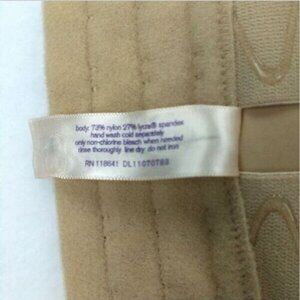 body: 73% nylon 27% lycra® spandex
hand wash cold separately
only non-chlorine bleach when needed
rinse thoroughly line dry: do not iron
RN 118641 DL11070788